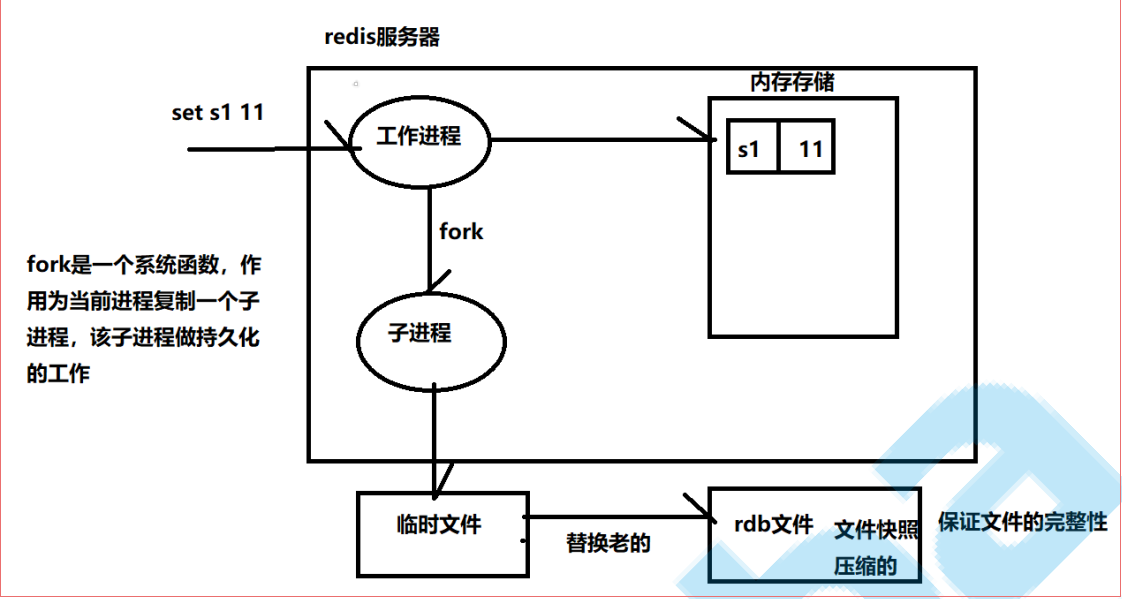 redis服务器
内存存储
set s1 11
工作进程
s1 11
fork
fork是一个系统函数，作
用为当前进程复制一个子
进程，该子进程做持久化
的工作
子进程
临时文件
替换老的
rdb文件
文件快照
压缩的
保证文件的完整性